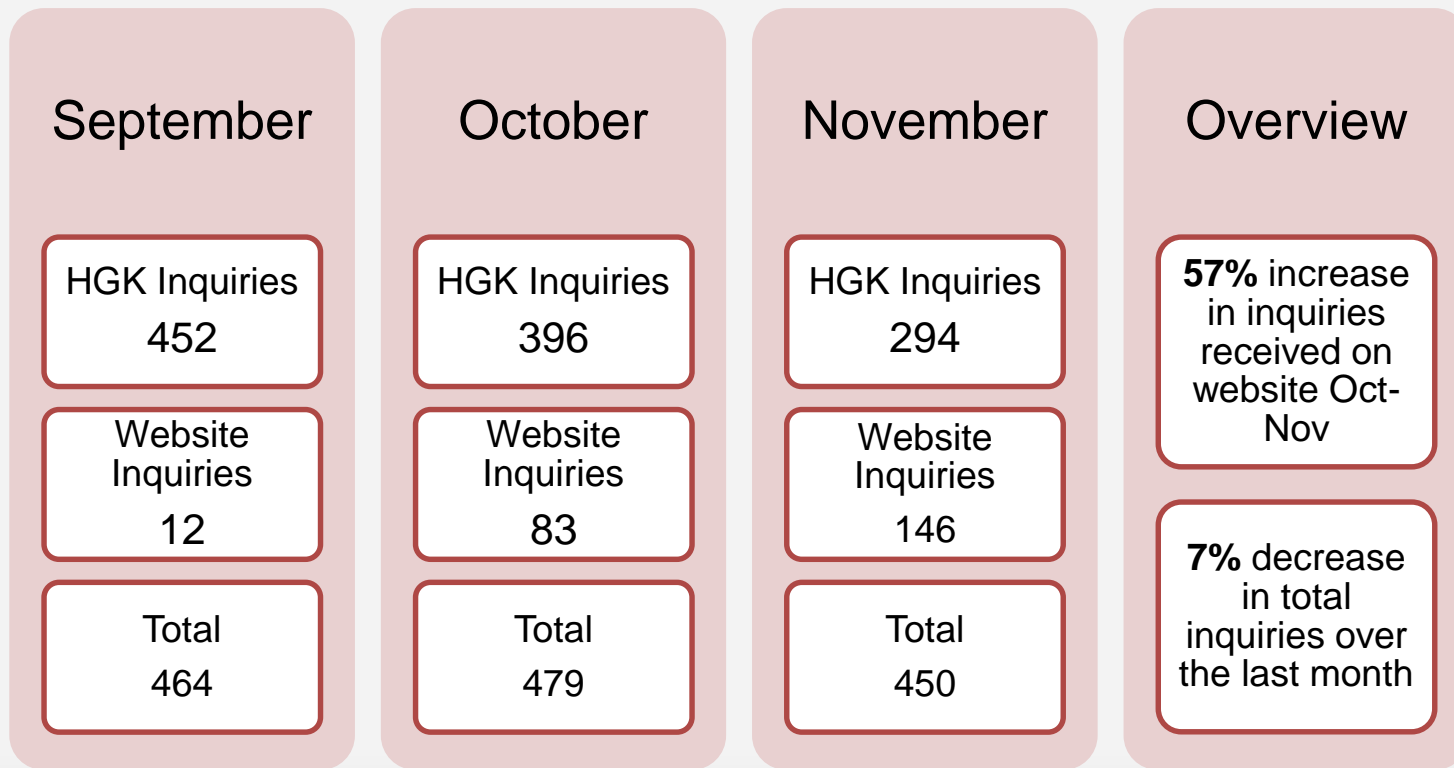 September
HGK Inquiries
452
Website
Inquiries
12
Total
464
October
HGK Inquiries
396
Website
Inquiries
83
Total
479
November
HGK Inquiries
294
Website
Inquiries
146
Total
450
Overview
57% increase
in inquiries
received on
website Oct-
Nov
7% decrease
in total
inquiries over
the last month